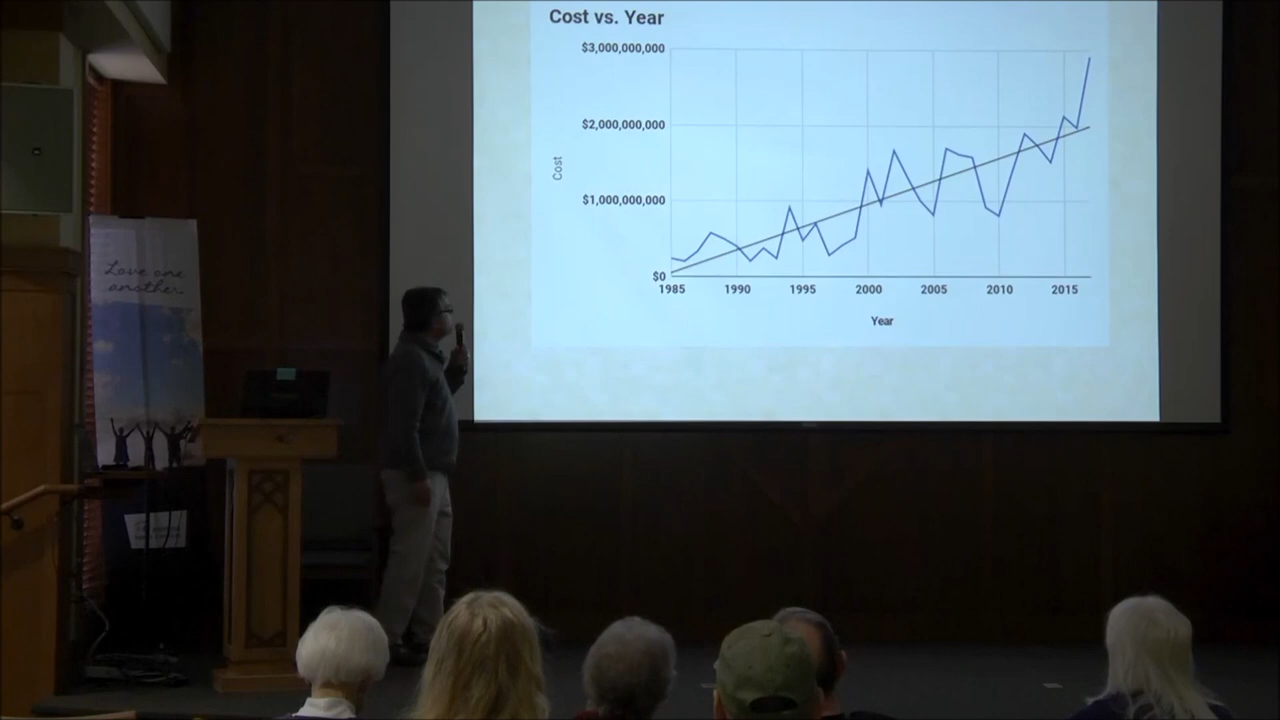 Cost vs. Year
$3,000,000,000
$2,000,000,000
$1,000,000,000
$0
Cost
1985 1990 1995 2000 2005 2010 2015
Year
Love one
another.